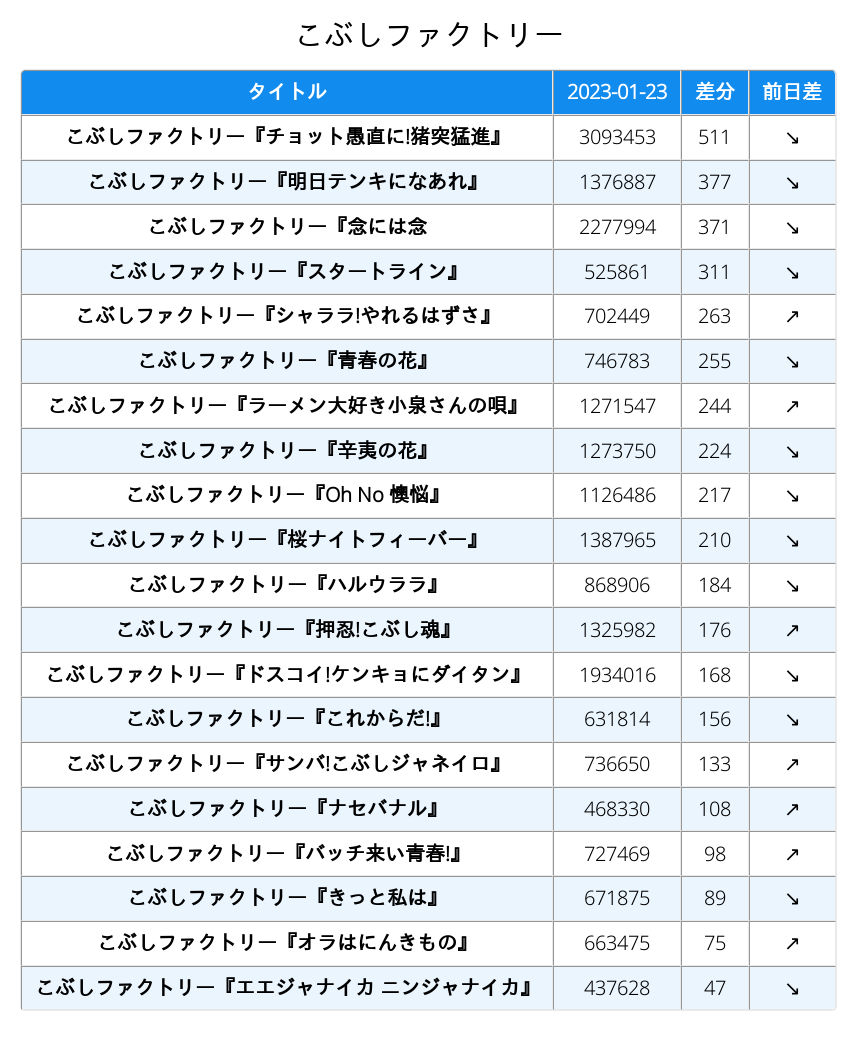 こぶしファクトリー
タイトル 2023-01-23 差分 前日差
こぶしファクトリー『チョット愚直に!猪突猛進』 3093453 511 ↘
こぶしファクトリー『明日テンキになあれ』 1376887 377 ↘
こぶしファクトリー『念には念 2277994 371 ↘
こぶしファクトリー『スタートライン』 525861 311 ↘
こぶしファクトリー『シャララ!やれるはずさ』 702449 263 ↗
こぶしファクトリー『青春の花』 746783 255 ↘
こぶしファクトリー『ラーメン大好き小泉さんの唄』 1271547 244 ↗
こぶしファクトリー『辛夷の花』 1273750 224 ↘
こぶしファクトリー『Oh No 懊悩』 1126486 217 ↘
こぶしファクトリー『桜ナイトフィーバー』 1387965 210 ↘
こぶしファクトリー『ハルウララ』 868906 184 ↘
こぶしファクトリー『押忍!こぶし魂』 1325982 176 ↗
こぶしファクトリー『ドスコイ!ケンキョにダイタン』 1934016 168 ↘
こぶしファクトリー『これからだ!』 631814 156 ↘
こぶしファクトリー『サンバ!こぶしジャネイロ』 736650 133 ↗
こぶしファクトリー『ナセバナル』 468330 108 ↗
こぶしファクトリー『バッチ来い青春!』 727469 98 ↗
こぶしファクトリー『きっと私は』 671875 89 ↘
こぶしファクトリー『オラはにんきもの』 663475 75 ↗
こぶしファクトリー『エエジャナイカ ニンジャナイカ』 437628 47 ↘